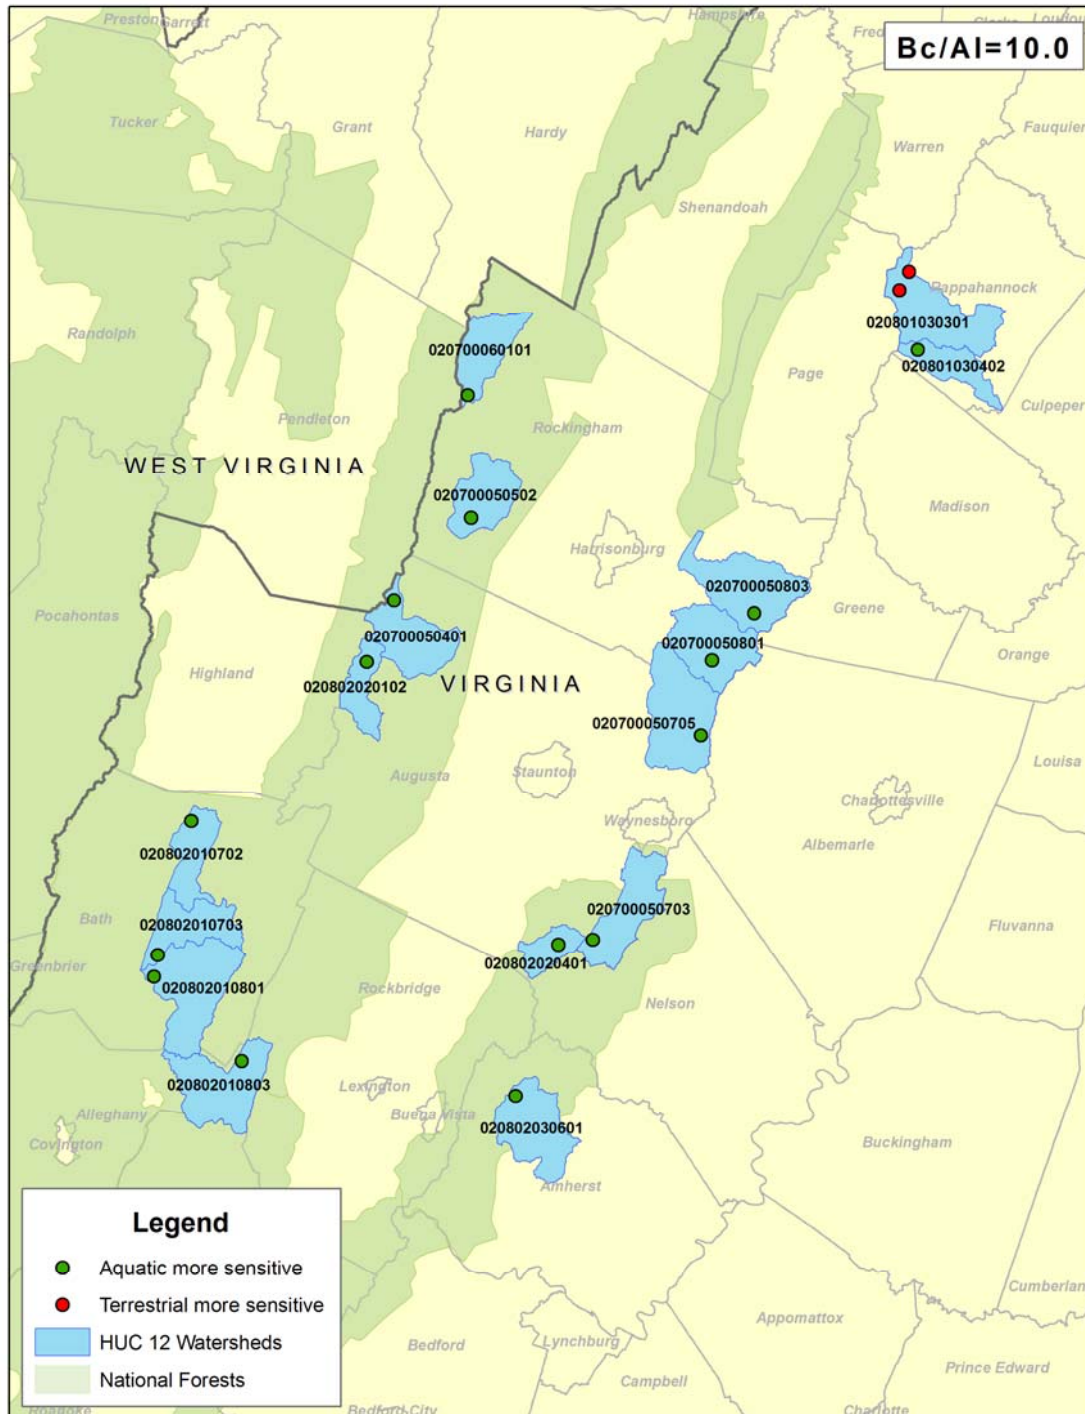 Preston
Garrett
Hampshire
Bc/Al=10.0
Tucker
Grant
Hardy
Fauquier
Warren
Shenandoah
Rappahannock
020801030301
Randolph
020700060101
020801030402
Page
Culpeper
Pendleton
Rockingham
WEST VIRGINIA
020700050502
Madison
Harrisonburg
020700050803
Pocahontas
Greene
020700050401
020700050801
Orange
Highland
020802020102
VIRGINIA
020700050705
Louisa
Augusta
Staunton
Charlottesville
Waynesboro
Albemarle
020802010702
020700050703
Bath
020802010703
Fluvanna
Greenbrier
020802020401
020802010801
Rockbridge
Nelson
020802010803
Lexington
Alleghany
Buena Vista
020802030601
Covington
Buckingham
Amherst
Legend
Aquatic more sensitive
Terrestrial more sensitive
HUC 12 Watersheds
National Forests
Cumberlan
Appomattox
Bedford
Lynchburg
Prince Edward
Campbell
Roanoke
Bedford City
Charlotte